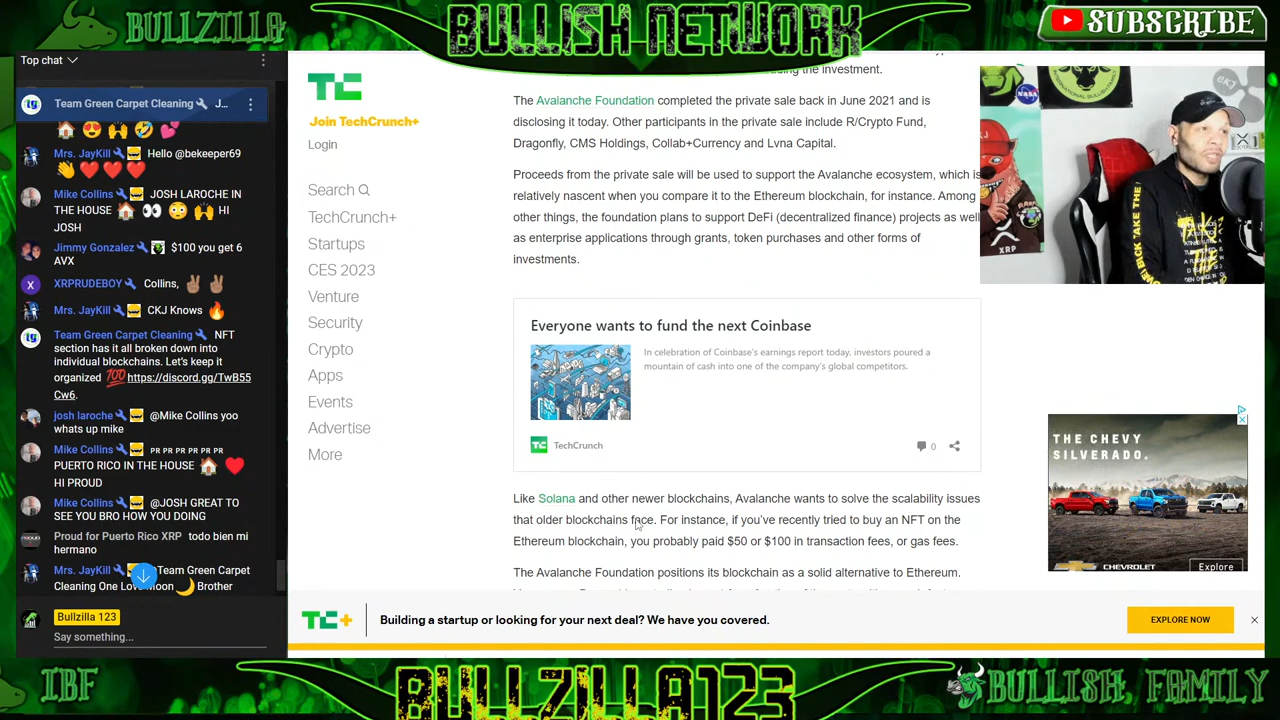 BULLZILLA
BULLISH NETWORK
SUBSCRIBE
Top chat
Team Green Carpet Cleaning J...
Mrs. JayKill Hello @bekeeper69
👋❤️❤️❤️
Mike Collins JOSH LAROCHE IN
THE HOUSE 🏠 👀 😳 🙌 HI
JOSH
Jimmy Gonzalez $100 you get 6
AVX
XRPRUDEBOY Collins, ✌🏽 ✌🏽
Mrs. JayKill CKJ Knows 🔥
Team Green Carpet Cleaning NFT
section has it all broken down into
individual blockchains. Let's keep it
organized 💯 https://discord.gg/TwB55
Cw6.
josh laroche @Mike Collins yoo
whats up mike
Mike Collins ᴘʀ ᴘʀ ᴘʀ ᴘʀ ᴘʀ ᴘʀ ᴘʀ
PUERTO RICO IN THE HOUSE 🏠 ❤️
HI PROUD
Mike Collins @JOSH GREAT TO
SEE YOU BRO HOW YOU DOING
Proud for Puerto Rico XRP todo bien mi
hermano
Mrs. JayKill @Team Green Carpet
Cleaning One Love Moon 🌙 Brother
Bullzilla 123
Say something...
TC
Join TechCrunch+
Login
Search
TechCrunch+
Startups
CES 2023
Venture
Security
Crypto
Apps
Events
Advertise
More
the investment.
The Avalanche Foundation completed the private sale back in June 2021 and is
disclosing it today. Other participants in the private sale include R/Crypto Fund,
Dragonfly, CMS Holdings, Collab+Currency and Lvna Capital.
Proceeds from the private sale will be used to support the Avalanche ecosystem, which is
relatively nascent when you compare it to the Ethereum blockchain, for instance. Among
other things, the foundation plans to support DeFi (decentralized finance) projects as well
as enterprise applications through grants, token purchases and other forms of
investments.
Everyone wants to fund the next Coinbase
In celebration of Coinbase's earnings report today, investors poured a
mountain of cash into one of the company's global competitors.
TC TechCrunch
0
Like Solana and other newer blockchains, Avalanche wants to solve the scalability issues
that older blockchains face. For instance, if you've recently tried to buy an NFT on the
Ethereum blockchain, you probably paid $50 or $100 in transaction fees, or gas fees.
The Avalanche Foundation positions its blockchain as a solid alternative to Ethereum.
NASA
XRP
THE CHEVY
SILVERADO.
CHEVROLET
Explore
TC+
Building a startup or looking for your next deal? We have you covered.
EXPLORE NOW
IBF
BULLZILLA123
BULLISH, FAMILY